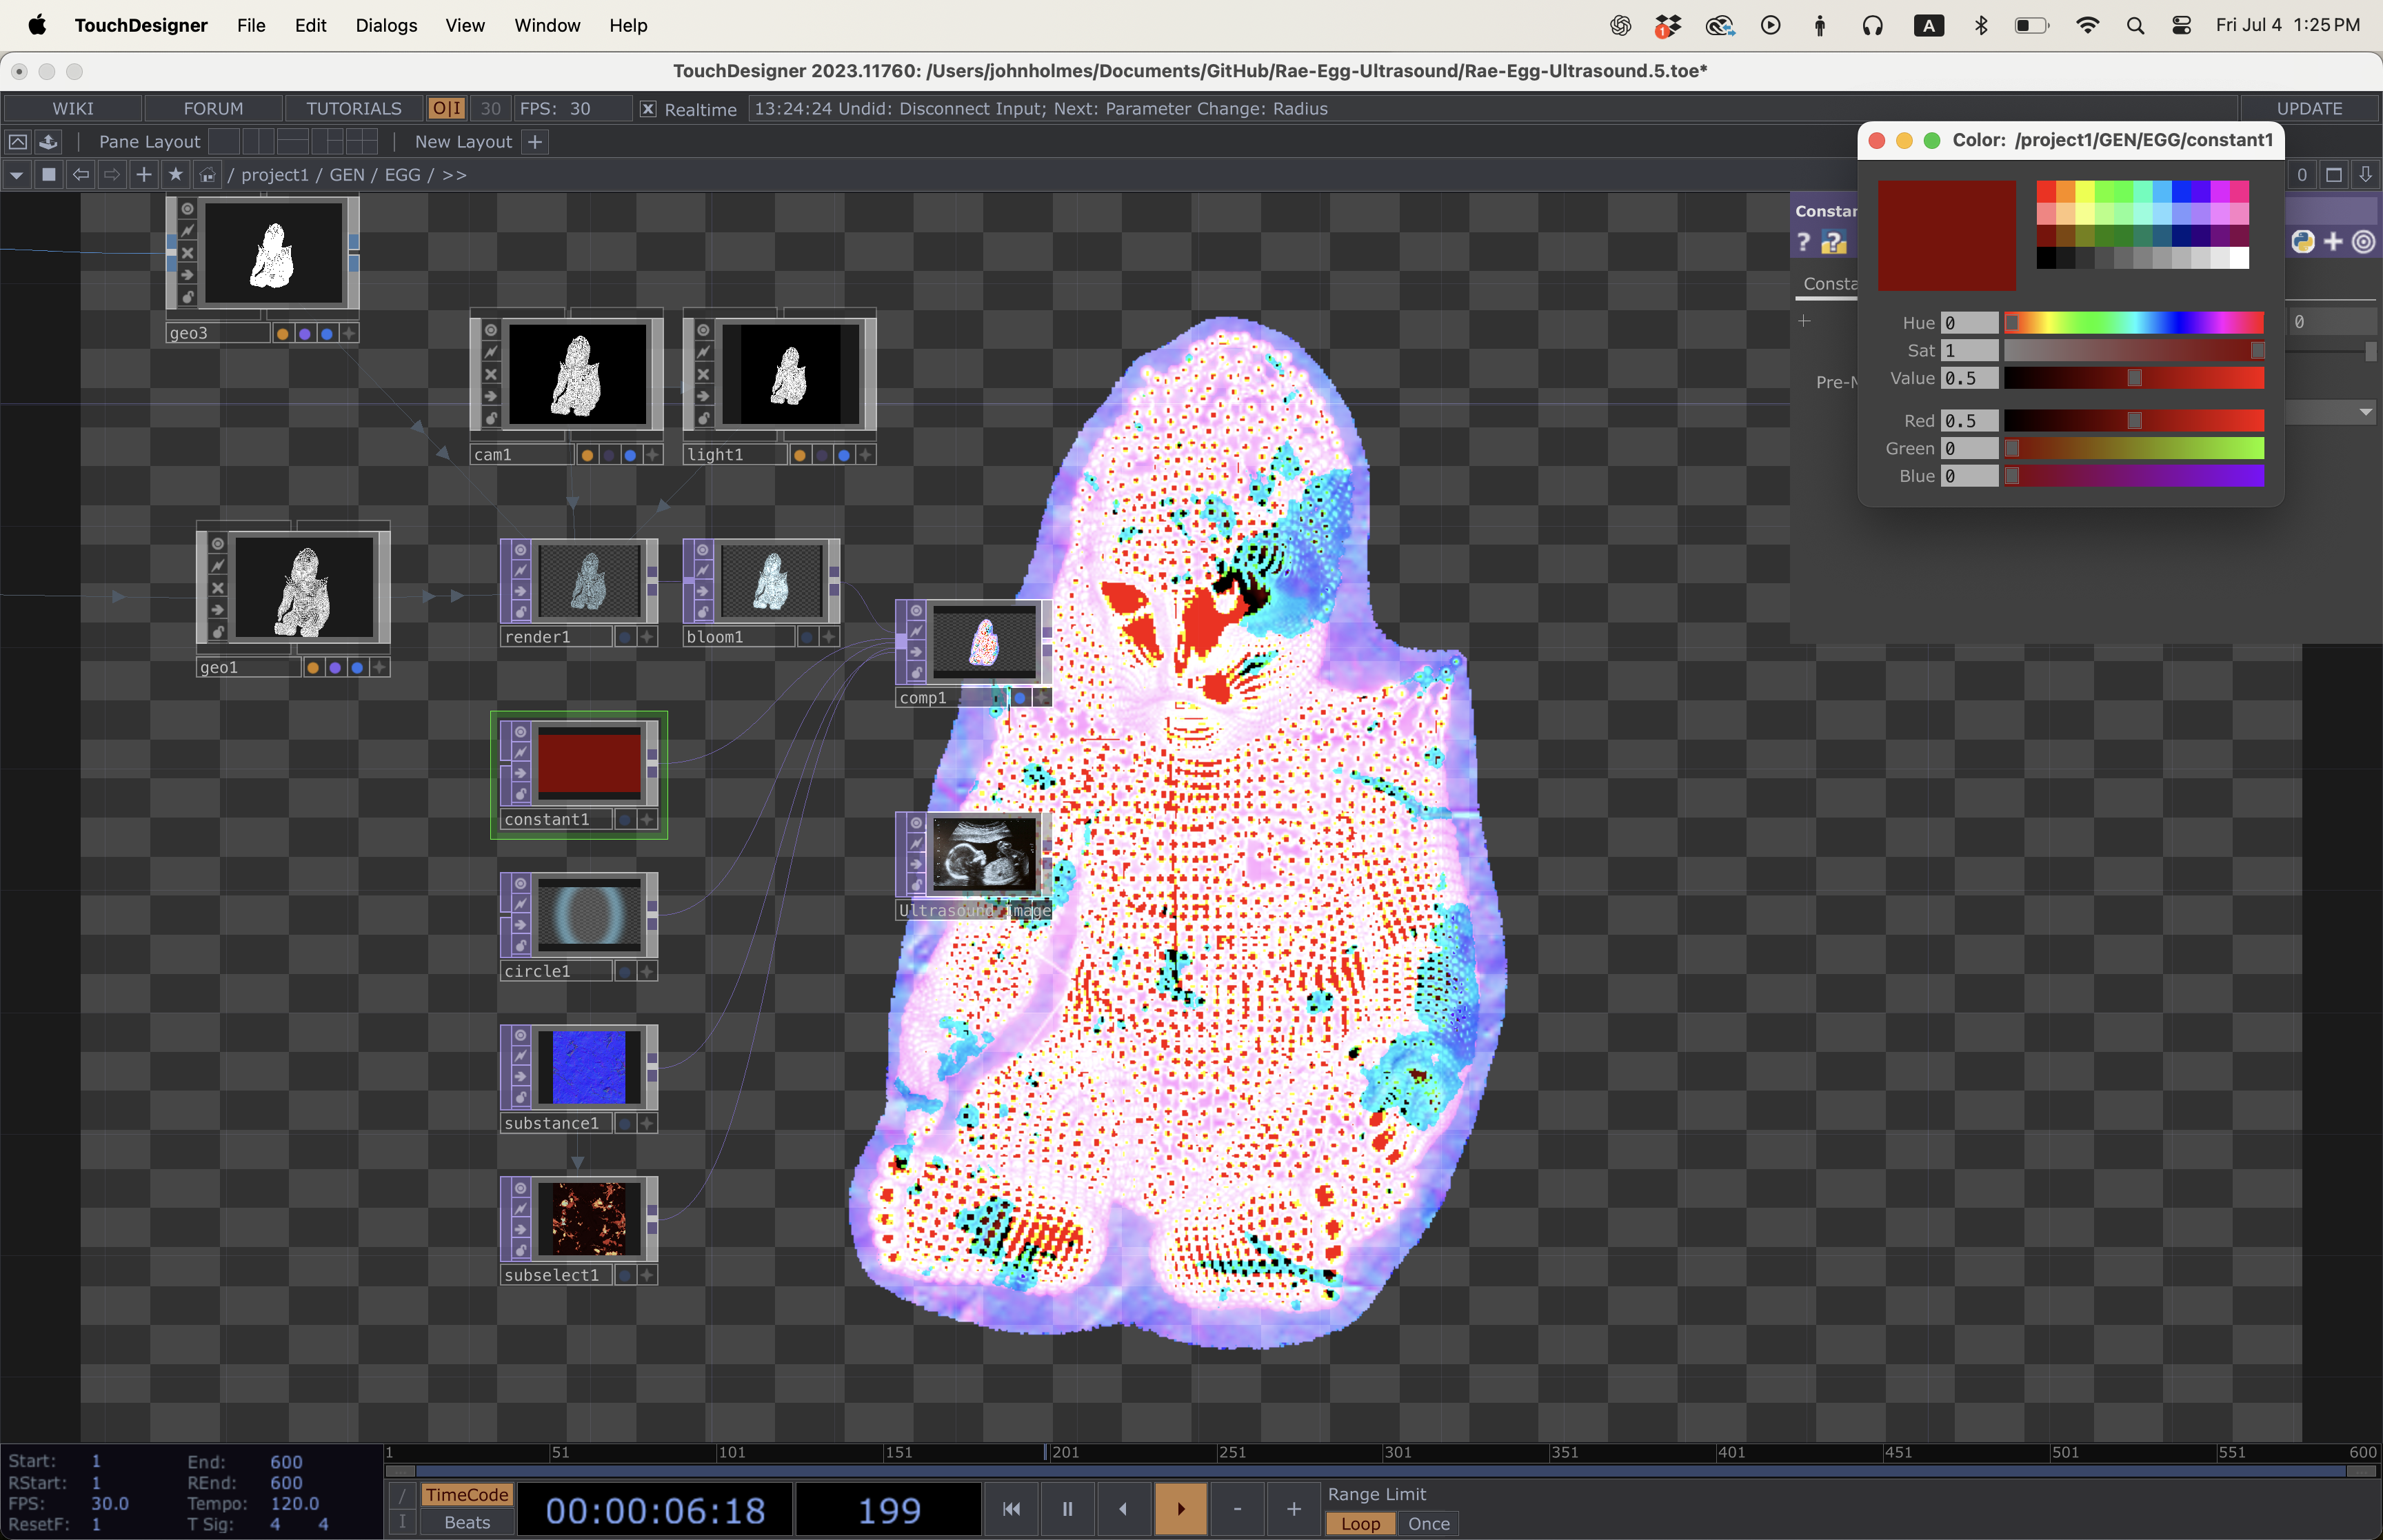 TouchDesigner File Edit Dialogs View Window Help
1 A Fri Jul 4 1:25 PM
TouchDesigner 2023.11760: /Users/johnholmes/Documents/GitHub/Rae-Egg-Ultrasound/Rae-Egg-Ultrasound.5.toe*
WIKI FORUM TUTORIALS O|I 30 FPS: 30 X Realtime 13:24:24 Undid: Disconnect Input; Next: Parameter Change: Radius UPDATE
Pane Layout New Layout +
/ project1 / GEN / EGG / >>
0
Color: /project1/GEN/EGG/constant1
Constan
? ?
Consta
0
Pre-M
Hue 0
Sat 1
Value 0.5
Red 0.5
Green 0
Blue 0
geo3
cam1
light1
geo1
render1
bloom1
comp1
constant1
Ultrasound_Image
circle1
substance1
subselect1
1 51 101 151 201 251 301 351 401 451 501 551 600
Start: 1 End: 600
RStart: 1 REnd: 600
FPS: 30.0 Tempo: 120.0
ResetF: 1 T Sig: 4 4
/ TimeCode
I Beats
00:00:06:18 199
- +
Range Limit
Loop Once